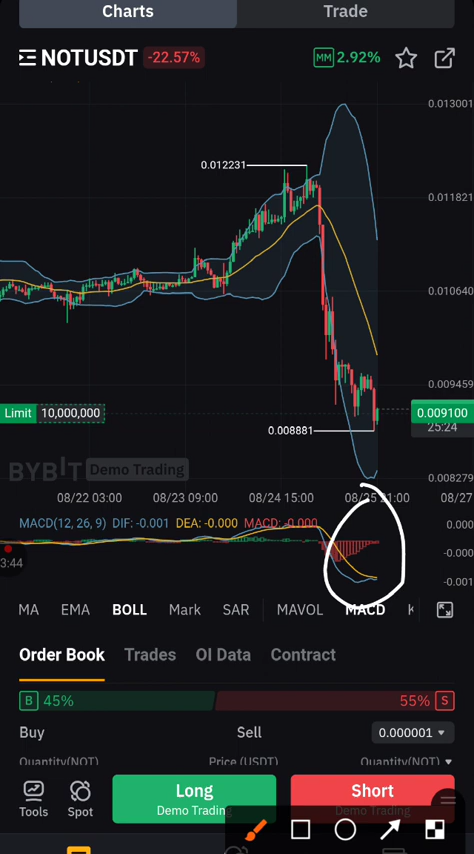 Charts Trade
NOTUSDT -22.57% MM 2.92%
0.013001
0.012231
0.011821
0.010640
0.009459
Limit 10,000,000 0.009100
25:24
0.008881
BYBIT Demo Trading
0.008279
08/22 03:00 08/23 09:00 08/24 15:00 08/25 21:00 08/27
MACD(12, 26, 9) DIF: -0.001 DEA: -0.000 MACD: -0.000
0.000
-0.000
3:44
-0.001
MA EMA BOLL Mark SAR MAVOL MACD K
Order Book Trades OI Data Contract
B 45% 55% S
Buy Sell 0.000001
Quantity(NOT) Price (USDT) Quantity(NOT)
Tools Spot Long Short
Demo Trading Demo Trading